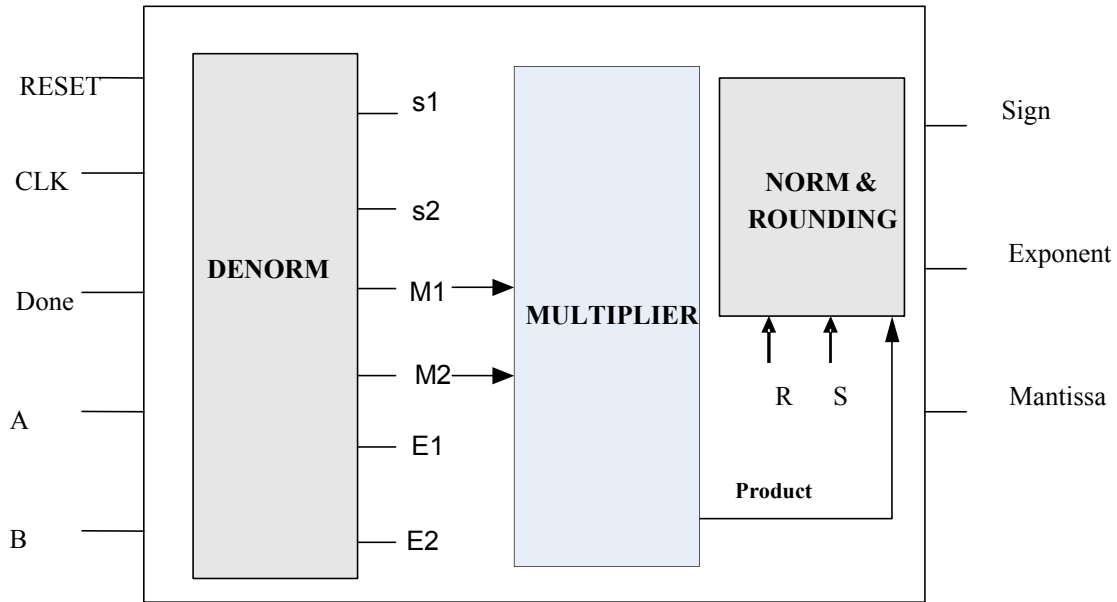 RESET
CLK
Done
A
B
DENORM
s1
s2
M1
M2
E1
E2
MULTIPLIER
NORM &
ROUNDING
R S
Product
Sign
Exponent
Mantissa